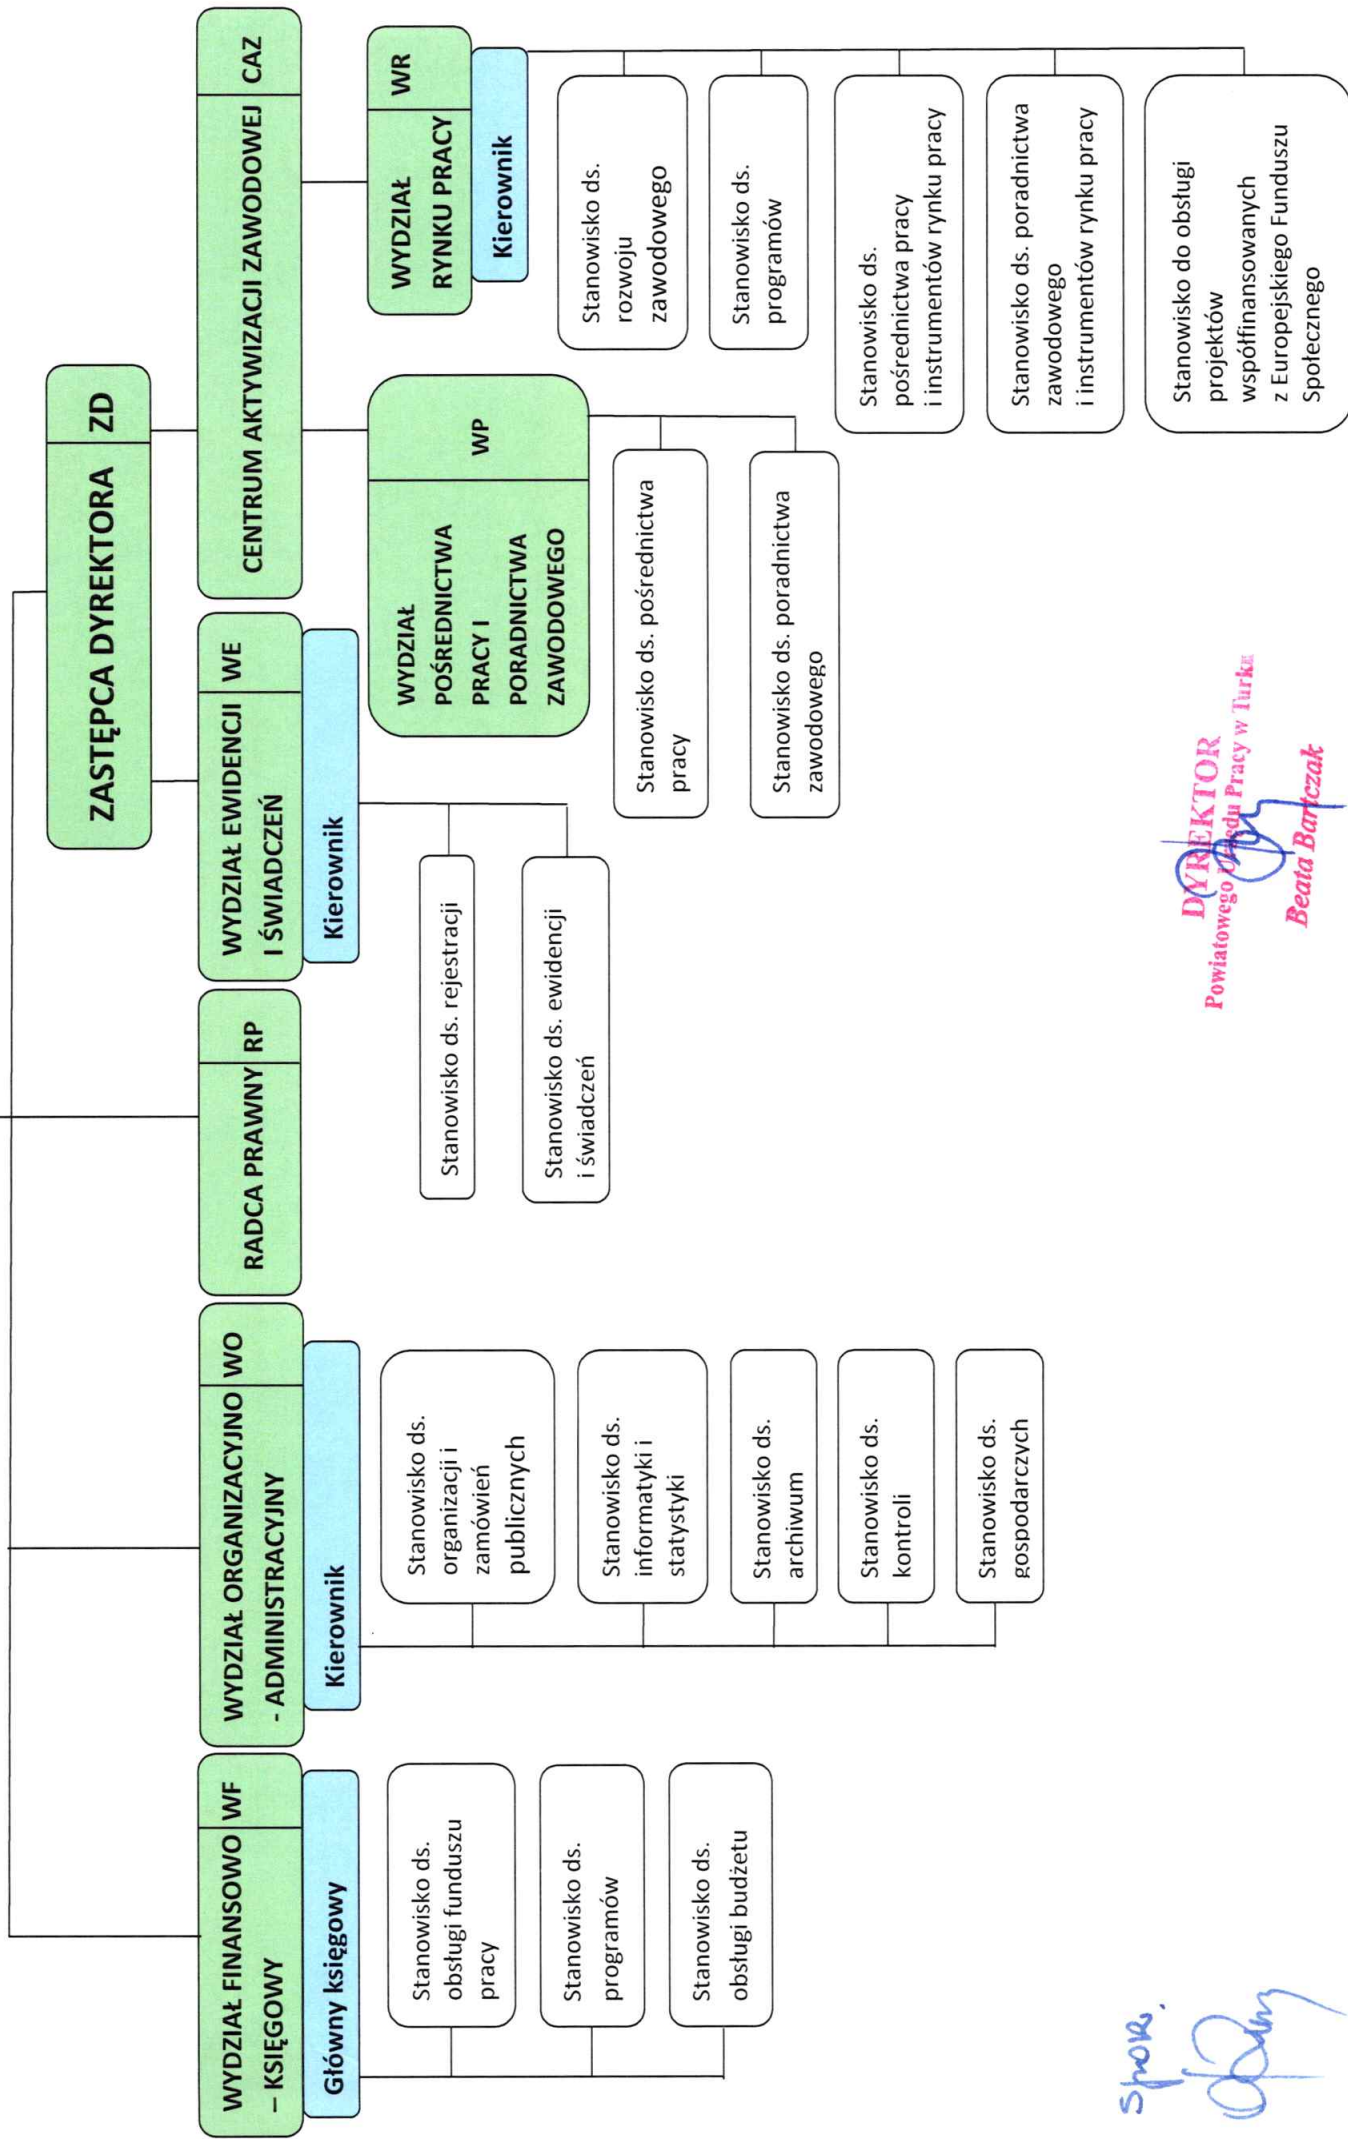 ZASTĘPCA DYREKTORA ZD
WYDZIAŁ FINANSOWO WF
– KSIĘGOWY
Główny księgowy
Stanowisko ds.
obsługi funduszu
pracy
Stanowisko ds.
programów
Stanowisko ds.
obsługi budżetu
WYDZIAŁ ORGANIZACYJNO WO
- ADMINISTRACYJNY
Kierownik
Stanowisko ds.
organizacji i
zamówień
publicznych
Stanowisko ds.
informatyki i
statystyki
Stanowisko ds.
archiwum
Stanowisko ds.
kontroli
Stanowisko ds.
gospodarczych
RADCA PRAWNY RP
WYDZIAŁ EWIDENCJI WE
I ŚWIADCZEŃ
Kierownik
Stanowisko ds. rejestracji
Stanowisko ds. ewidencji
i świadczeń
CENTRUM AKTYWIZACJI ZAWODOWEJ CAZ
WYDZIAŁ
POŚREDNICTWA
PRACY I
PORADNICTWA
ZAWODOWEGO
WP
Stanowisko ds. pośrednictwa
pracy
Stanowisko ds. poradnictwa
zawodowego
WYDZIAŁ
RYNKU PRACY
WR
Kierownik
Stanowisko ds.
rozwoju
zawodowego
Stanowisko ds.
programów
Stanowisko ds.
pośrednictwa pracy
i instrumentów rynku pracy
Stanowisko ds. poradnictwa
zawodowego
i instrumentów rynku pracy
Stanowisko do obsługi
projektów
współfinansowanych
z Europejskiego Funduszu
Społecznego
DYREKTOR
Powiatowego Urzędu Pracy w Turku
Beata Bartczak